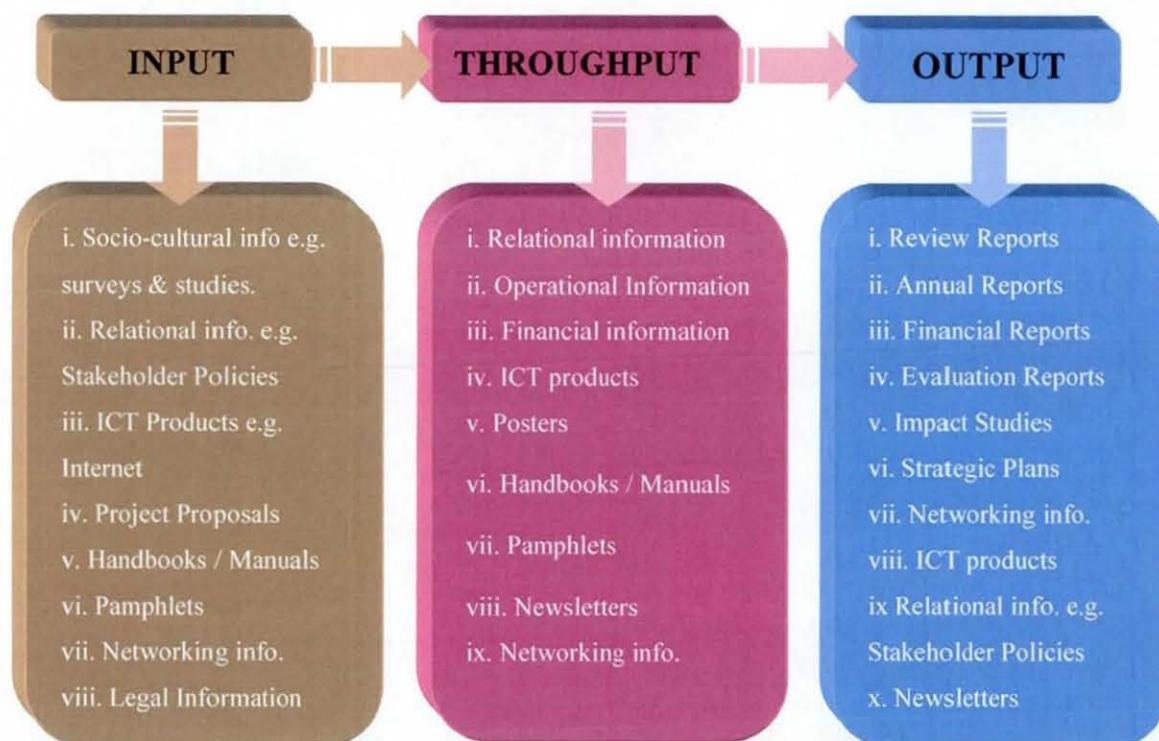 INPUT
THROUGHPUT
OUTPUT
i. Socio-cultural info e.g.
surveys & studies.
ii. Relational info. e.g.
Stakeholder Policies
iii. ICT Products e.g.
Internet
iv. Project Proposals
v. Handbooks / Manuals
vi. Pamphlets
vii. Networking info.
viii. Legal Information
i. Relational information
ii. Operational Information
iii. Financial information
iv. ICT products
v. Posters
vi. Handbooks / Manuals
vii. Pamphlets
viii. Newsletters
ix. Networking info.
i. Review Reports
ii. Annual Reports
iii. Financial Reports
iv. Evaluation Reports
v. Impact Studies
vi. Strategic Plans
vii. Networking info.
viii. ICT products
ix Relational info. e.g.
Stakeholder Policies
x. Newsletters